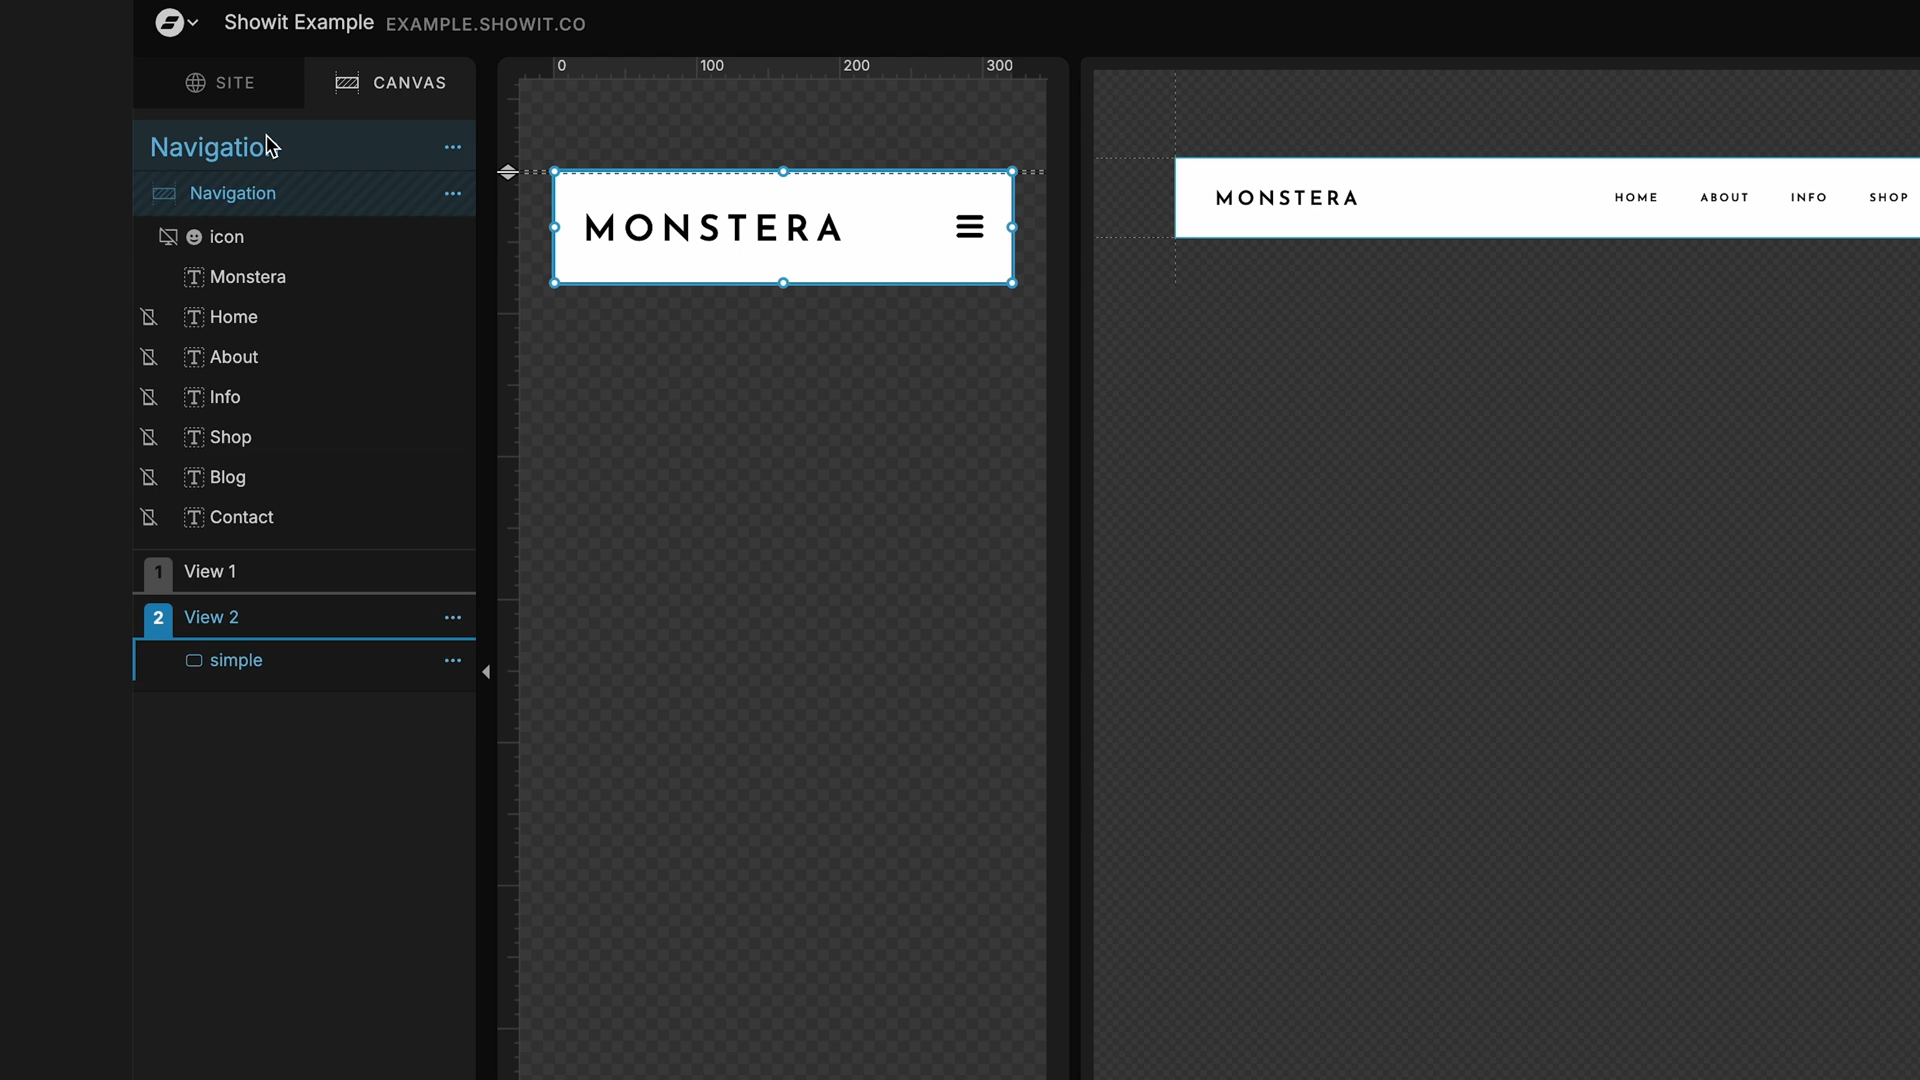 Showit Example EXAMPLE.SHOWIT.CO
SITE CANVAS
Navigation
Navigation
icon
Monstera
Home
About
Info
Shop
Blog
Contact
1 View 1
2 View 2
simple
0 100 200 300
MONSTERA
MONSTERA HOME ABOUT INFO SHOP